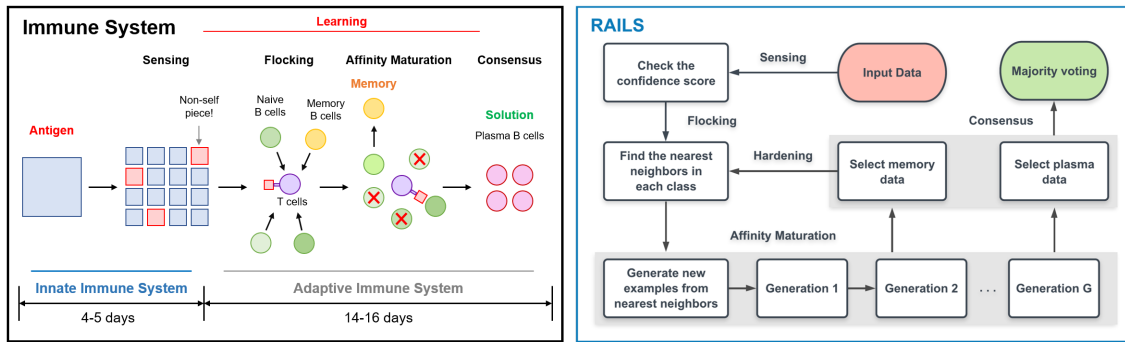 Immune System
Learning
Sensing
Flocking
Affinity Maturation
Consensus
Non-self
piece!
Antigen
Naive
B cells
Memory
B cells
T cells
Memory
Solution
Plasma B cells
Innate Immune System
Adaptive Immune System
4-5 days
14-16 days
RAILS
Check the
confidence score
Sensing
Input Data
Majority voting
Flocking
Consensus
Find the nearest
neighbors in
each class
Hardening
Select memory
data
Select plasma
data
Affinity Maturation
Generate new
examples from
nearest neighbors
Generation 1
Generation 2
. . .
Generation G